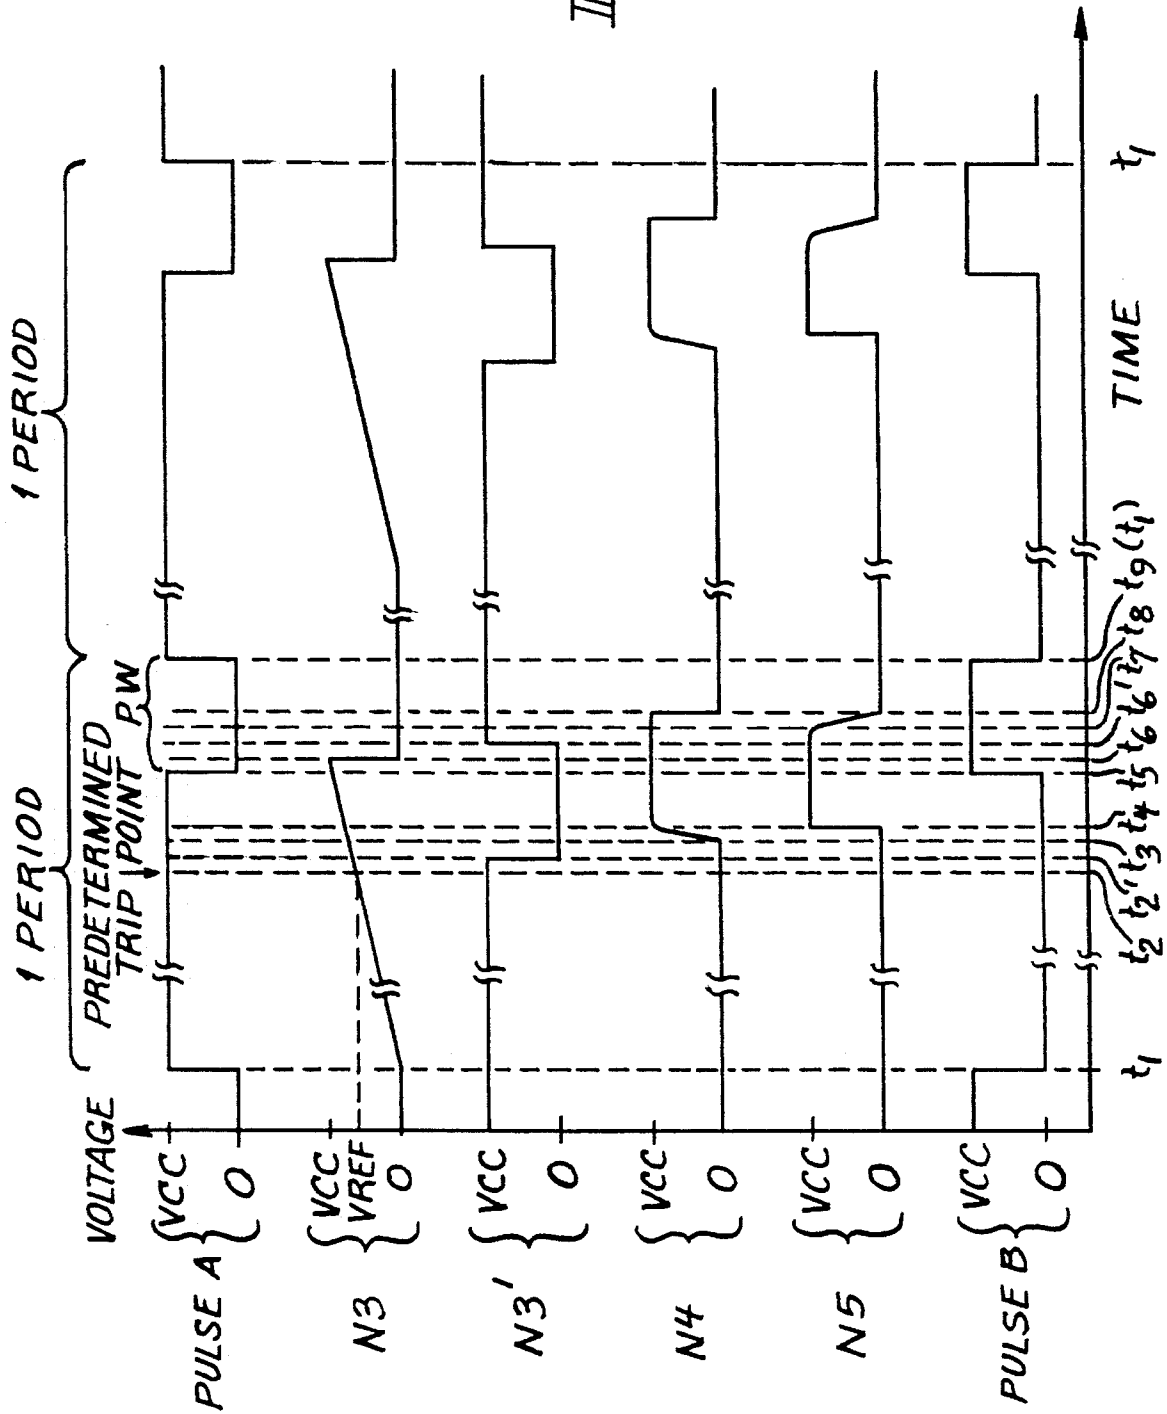 1 PERIOD
1 PERIOD
PREDETERMINED
TRIP POINT
PW
VOLTAGE
PULSE A { VCC
0
N3 { VCC
VREF
0
N3' { VCC
0
N4 { VCC
0
N5 { VCC
0
PULSE B { VCC
0
t1 t2 t2' t3 t4 t5 t6 t6' t7 t8 t9(t1) t1
TIME